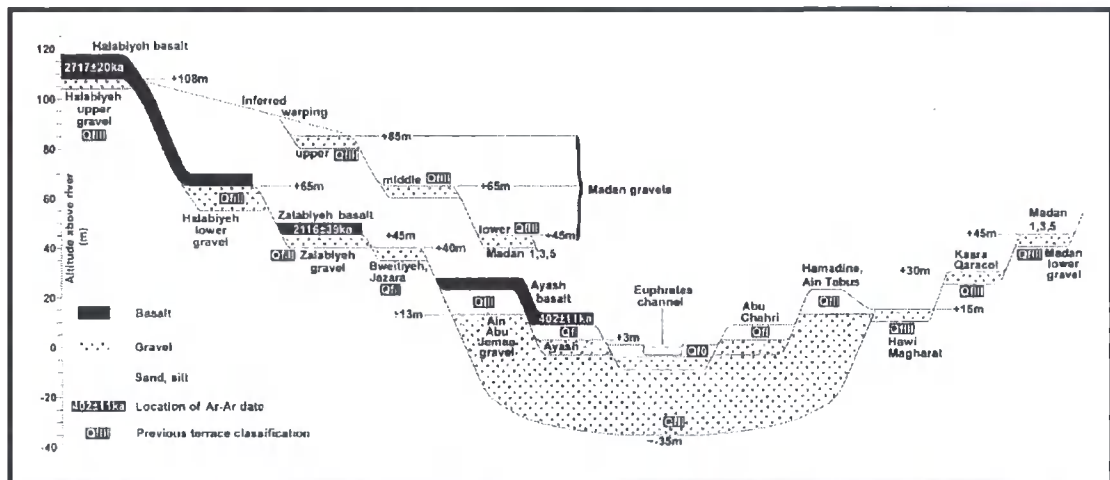 120
100
80
60
40
20
0
-20
-40
Altitude above river
(m)
Halabiyeh basalt
2717±20ka
+108m
Halabiyeh
upper
gravel
QfIII
Inferred
warping
+85m
upper QfIII
middle QfIII
+65m
Madan gravels
lower QfIII
+45m
Madan 1,3,5
QfIII
+65m
Halabiyeh
lower
gravel
Zalabiyeh basalt
2116±39ka
+45m
QfIII
Zalabiyeh
gravel
+40m
Bweitiyeh,
Jazara
Ayash
basalt
402±11ka
+13m
QfII
Ain
Abu
Jemaa
gravel
Ayash
Euphrates
channel
+3m
Qf0
Abu
Chahri
QfI
Hamadine,
Ain Tabus
QfII
+15m
QfIII
Hawi
Magharat
+30m
Kasra
Qaracol
QfIII
+45m
Madan
1,3,5
QfIII
Madan
lower
gravel
QfII
~-35m
Basalt
Gravel
Sand, silt
402±11ka Location of Ar-Ar date
QfIII Previous terrace classification